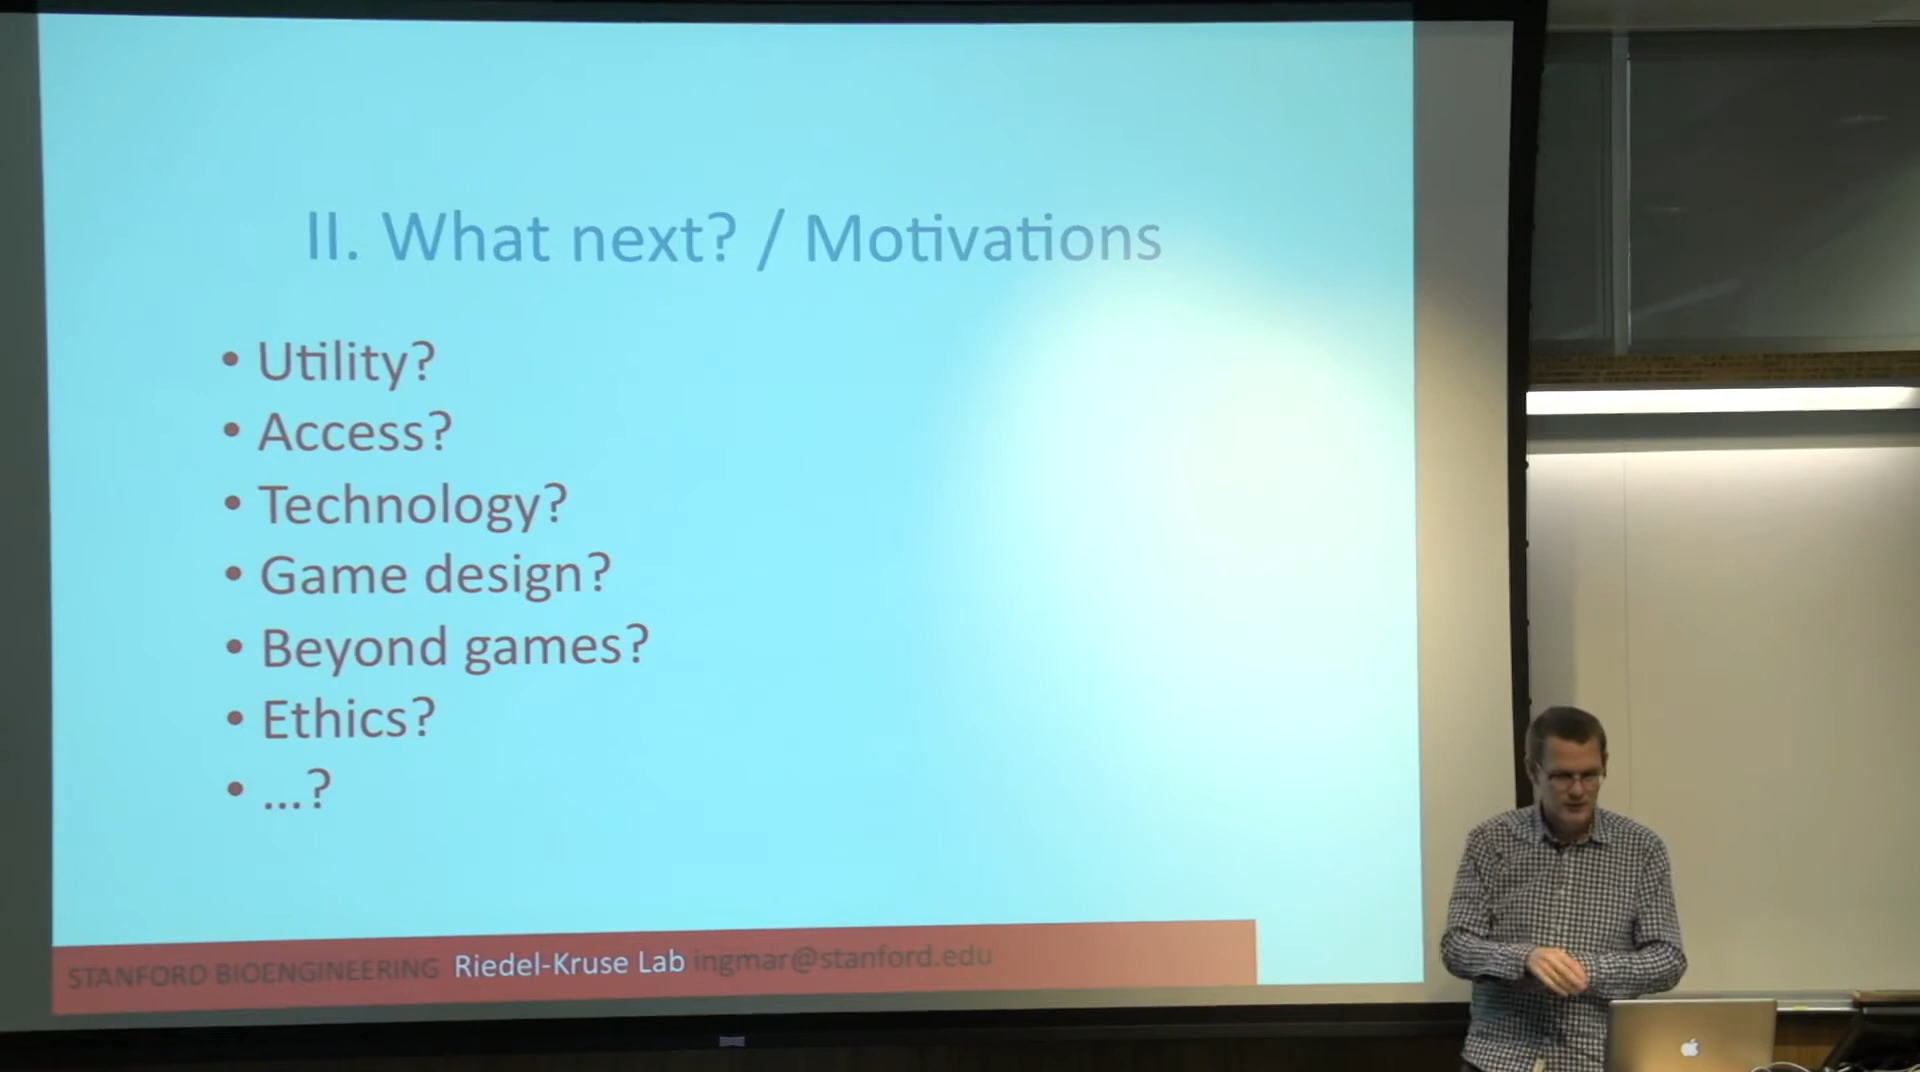 II. What next? / Motivations
• Utility?
• Access?
• Technology?
• Game design?
• Beyond games?
• Ethics?
• ...?
STANFORD BIOENGINEERING Riedel-Kruse Lab ingmar@stanford.edu